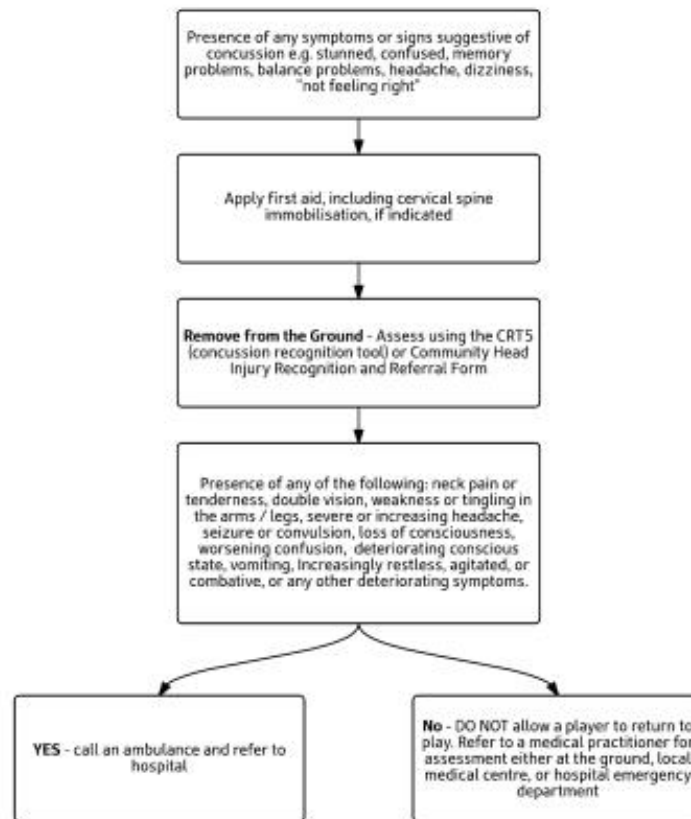 Presence of any symptoms or signs suggestive of
concussion e.g. stunned, confused, memory
problems, balance problems, headache, dizziness,
"not feeling right"
Apply first aid, including cervical spine
immobilisation, if indicated
Remove from the Ground - Assess using the CRT5
(concussion recognition tool) or Community Head
Injury Recognition and Referral Form
Presence of any of the following: neck pain or
tenderness, double vision, weakness or tingling in
the arms / legs, severe or increasing headache,
seizure or convulsion, loss of consciousness,
worsening confusion, deteriorating conscious
state, vomiting, Increasingly restless, agitated, or
combative, or any other deteriorating symptoms.
YES - call an ambulance and refer to
hospital
No - DO NOT allow a player to return to
play. Refer to a medical practitioner for
assessment either at the ground, local
medical centre, or hospital emergency
department